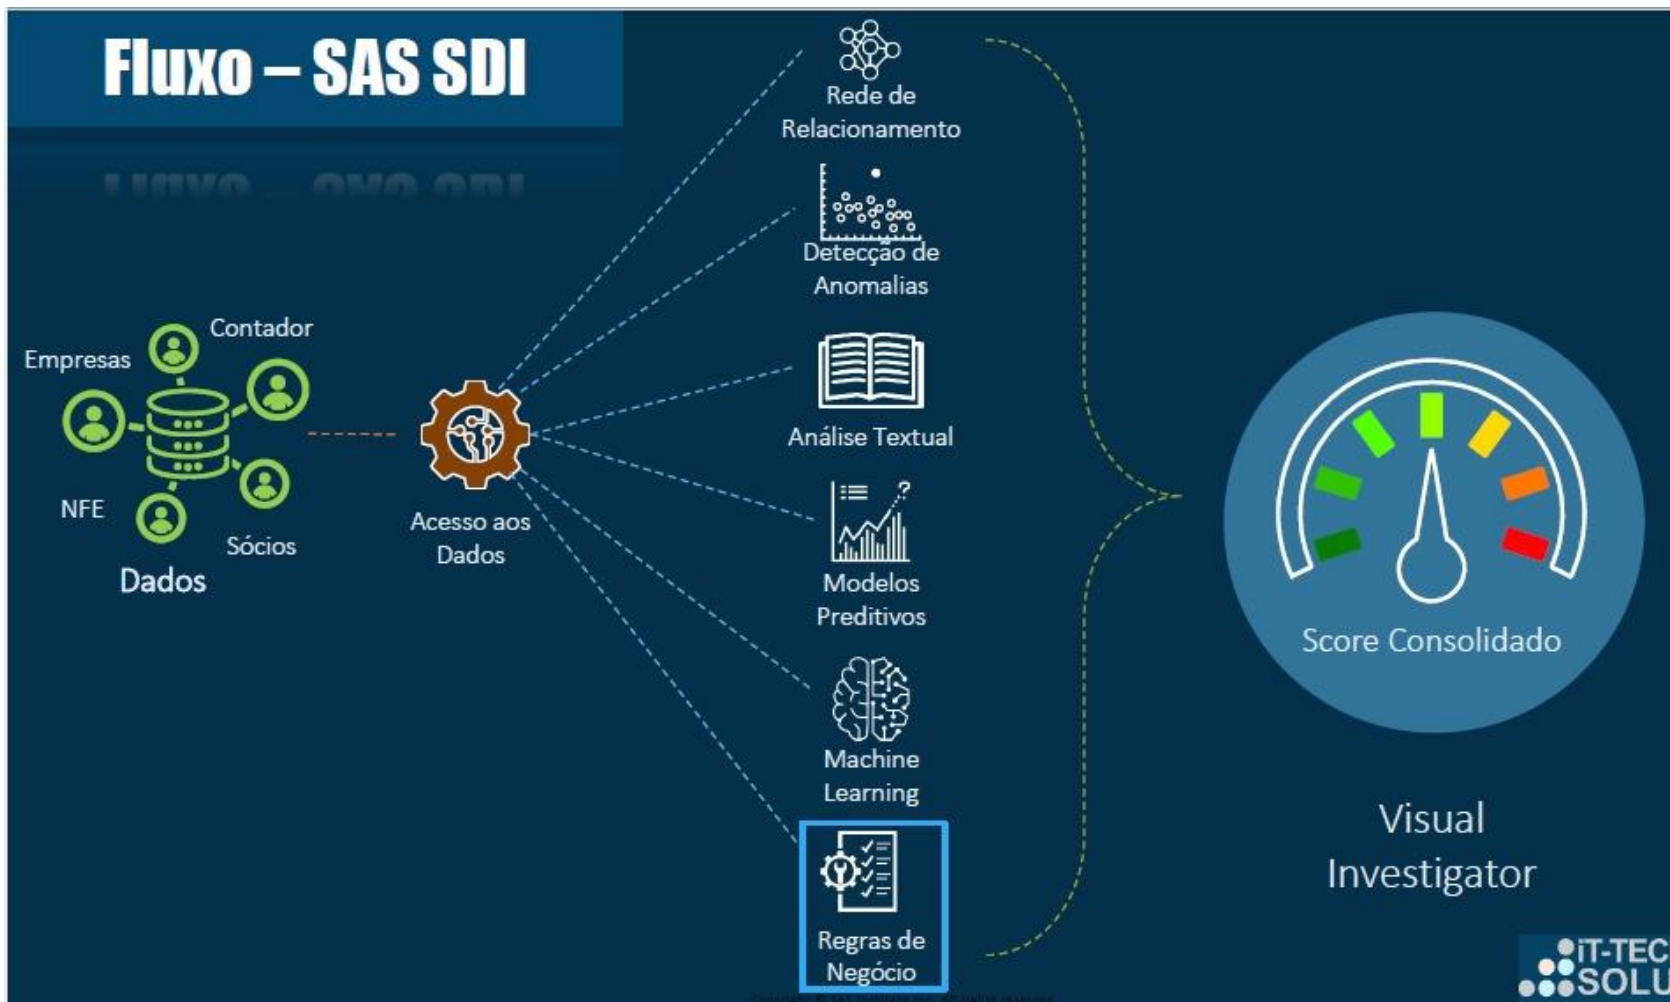 Fluxo – SAS SDI
Rede de
Relacionamento
Detecção de
Anomalias
Contador
Empresas
NFE
Sócios
Dados
Acesso aos
Dados
Análise Textual
Modelos
Preditivos
Machine
Learning
Regras de
Negócio
Score Consolidado
Visual
Investigator
iT-TEC
SOLU